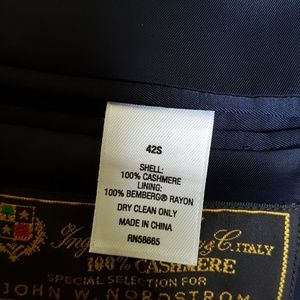 42S
SHELL:
100% CASHMERE
LINING:
100% BEMBERG® RAYON
DRY CLEAN ONLY
MADE IN CHINA
RN58665
C. ITALY
100% CASHMERE
SPECIAL SELECTION FOR
JOHN W. NORDSTROM